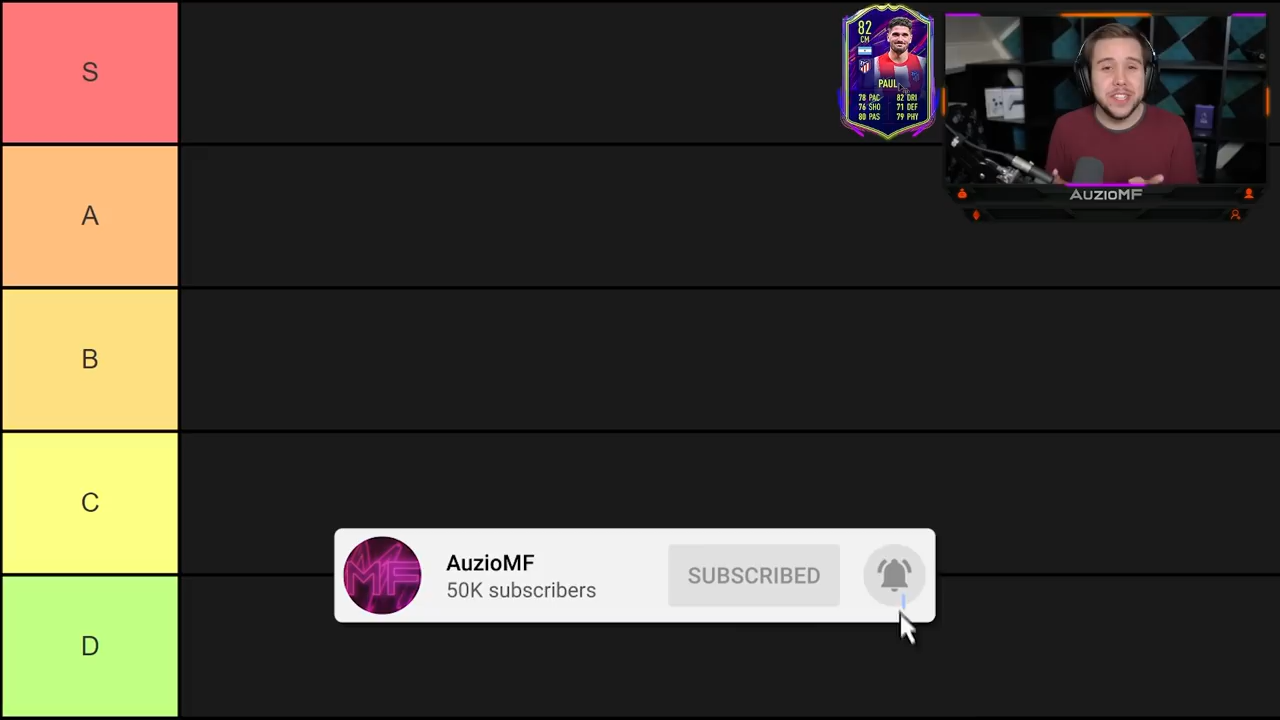 S
A
B
C
D
82
CM
PAUL
78 PAC 82 DRI
76 SHO 71 DEF
80 PAS 79 PHY
AUZIOMF
MF
AuzioMF
50K subscribers
SUBSCRIBED